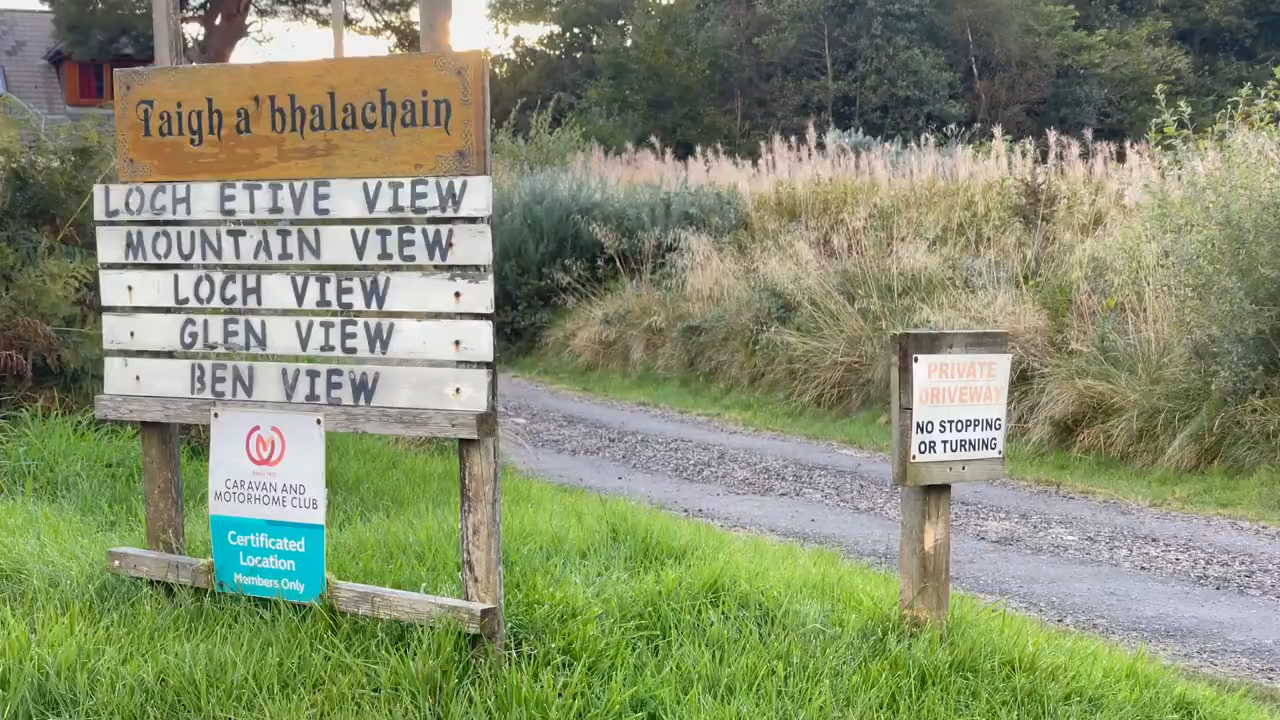 Taigh a' bhalachain
LOCH ETIVE VIEW
MOUNTAIN VIEW
LOCH VIEW
GLEN VIEW
BEN VIEW
CARAVAN AND
MOTORHOME CLUB
Certificated
Location
Members Only
PRIVATE
DRIVEWAY
NO STOPPING
OR TURNING